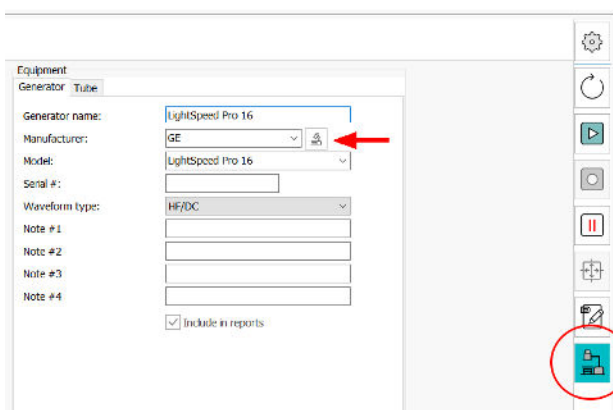 Equipment
Generator Tube
Generator name: LightSpeed Pro 16
Manufacturer: GE
Model: LightSpeed Pro 16
Serial #:
Waveform type: HF/DC
Note #1
Note #2
Note #3
Note #4
Include in reports